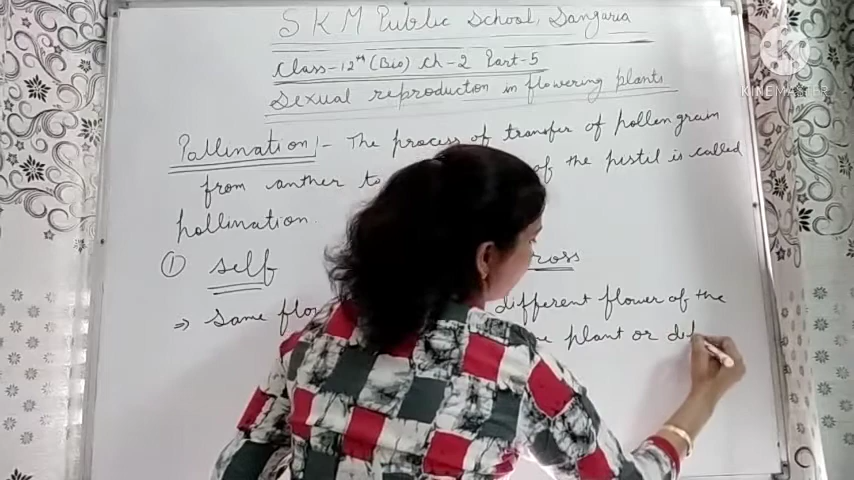 SKM Public School, Sangaria
Class-12th (Bio) Ch-2 Part-5
Sexual reproduction in flowering plants
Pallination :- The process of transfer of pollen grain
from anther to of the pistil is called
pollination.
① self ross
⇒ Same flo different flower of the
plant or dif
KINEMASTER